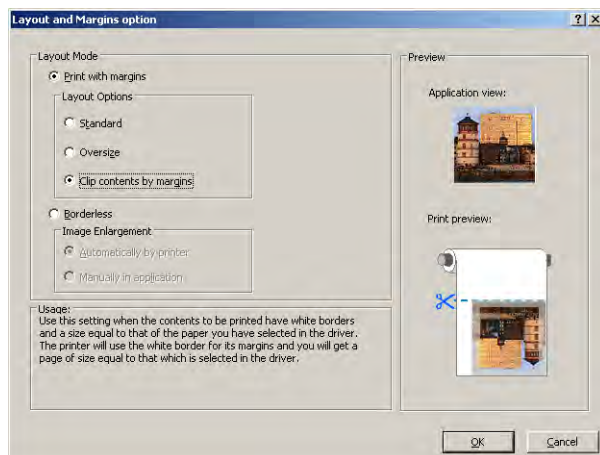 Layout and Margins option
Layout Mode
Print with margins
Layout Options
Standard
Oversize
Clip contents by margins
Borderless
Image Enlargement
Automatically by printer
Manually in application
Usage:
Use this setting when the contents to be printed have white borders
and a size equal to that of the paper you have selected in the driver.
The printer will use the white border for its margins and you will get a
page of size equal to that which is selected in the driver.
Preview
Application view:
Print preview:
OK
Cancel